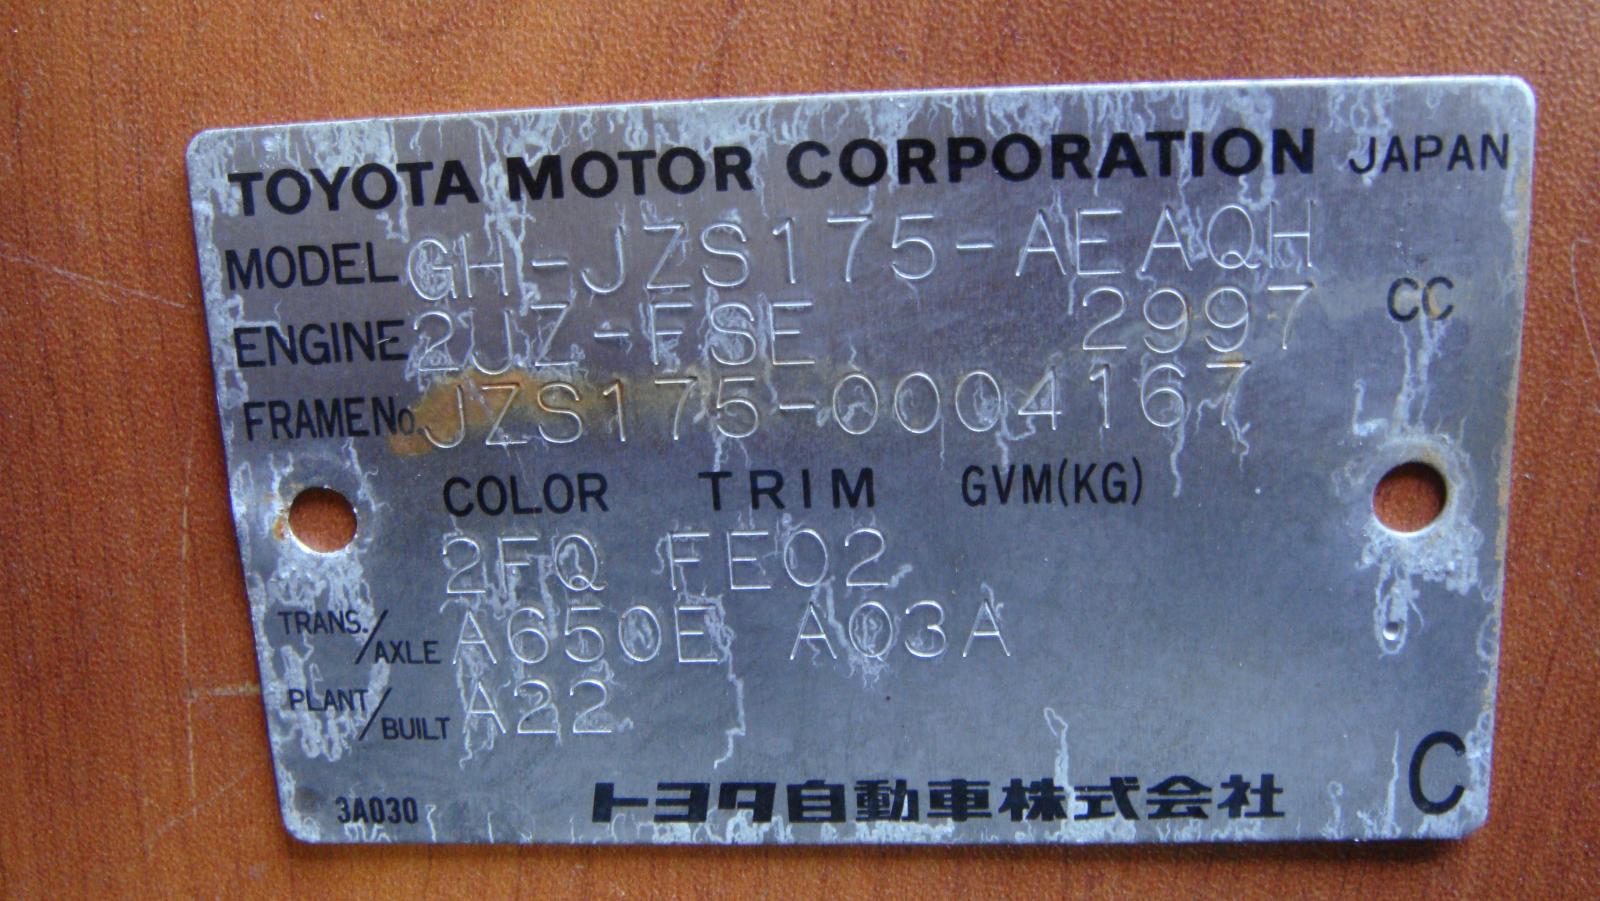 TOYOTA MOTOR CORPORATION JAPAN
MODEL GH-JZS175-AEAQH
ENGINE 2JZ-FSE 2997 CC
FRAME No. JZS175-0004167
COLOR TRIM GVM(KG)
2FQ FE02
TRANS./AXLE A650E A03A
PLANT/BUILT A22
C
3A030 トヨタ自動車株式会社